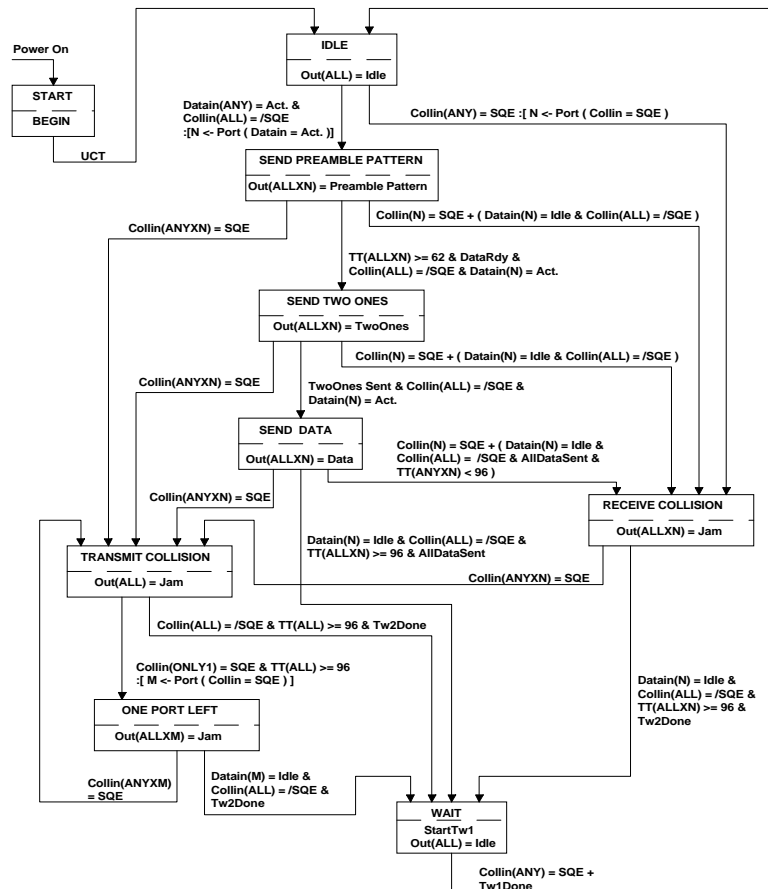 IDLE
Out(ALL) = Idle
Power On
START
BEGIN
UCT
Datain(ANY) = Act. &
Collin(ALL) = /SQE
:[N <- Port ( Datain = Act. )]
Collin(ANY) = SQE :[ N <- Port ( Collin = SQE )
SEND PREAMBLE PATTERN
Out(ALLXN) = Preamble Pattern
Collin(ANYXN) = SQE
Collin(N) = SQE + ( Datain(N) = Idle & Collin(ALL) = /SQE )
TT(ALLXN) >= 62 & DataRdy &
Collin(ALL) = /SQE & Datain(N) = Act.
SEND TWO ONES
Out(ALLXN) = TwoOnes
Collin(N) = SQE + ( Datain(N) = Idle & Collin(ALL) = /SQE )
Collin(ANYXN) = SQE
TwoOnes Sent & Collin(ALL) = /SQE &
Datain(N) = Act.
SEND DATA
Out(ALLXN) = Data
Collin(N) = SQE + ( Datain(N) = Idle &
Collin(ALL) = /SQE & AllDataSent &
TT(ANYXN) < 96 )
Collin(ANYXN) = SQE
RECEIVE COLLISION
Out(ALLXN) = Jam
Datain(N) = Idle & Collin(ALL) = /SQE &
TT(ALLXN) >= 96 & AllDataSent
TRANSMIT COLLISION
Out(ALL) = Jam
Collin(ANYXN) = SQE
Collin(ALL) = /SQE & TT(ALL) >= 96 & Tw2Done
Collin(ONLY1) = SQE & TT(ALL) >= 96
:[ M <- Port ( Collin = SQE ) ]
Datain(N) = Idle &
Collin(ALL) = /SQE &
TT(ALLXN) >= 96 &
Tw2Done
ONE PORT LEFT
Out(ALLXM) = Jam
Collin(ANYXM)
= SQE
Datain(M) = Idle &
Collin(ALL) = /SQE &
Tw2Done
WAIT
StartTw1
Out(ALL) = Idle
Collin(ANY) = SQE +
Tw1Done